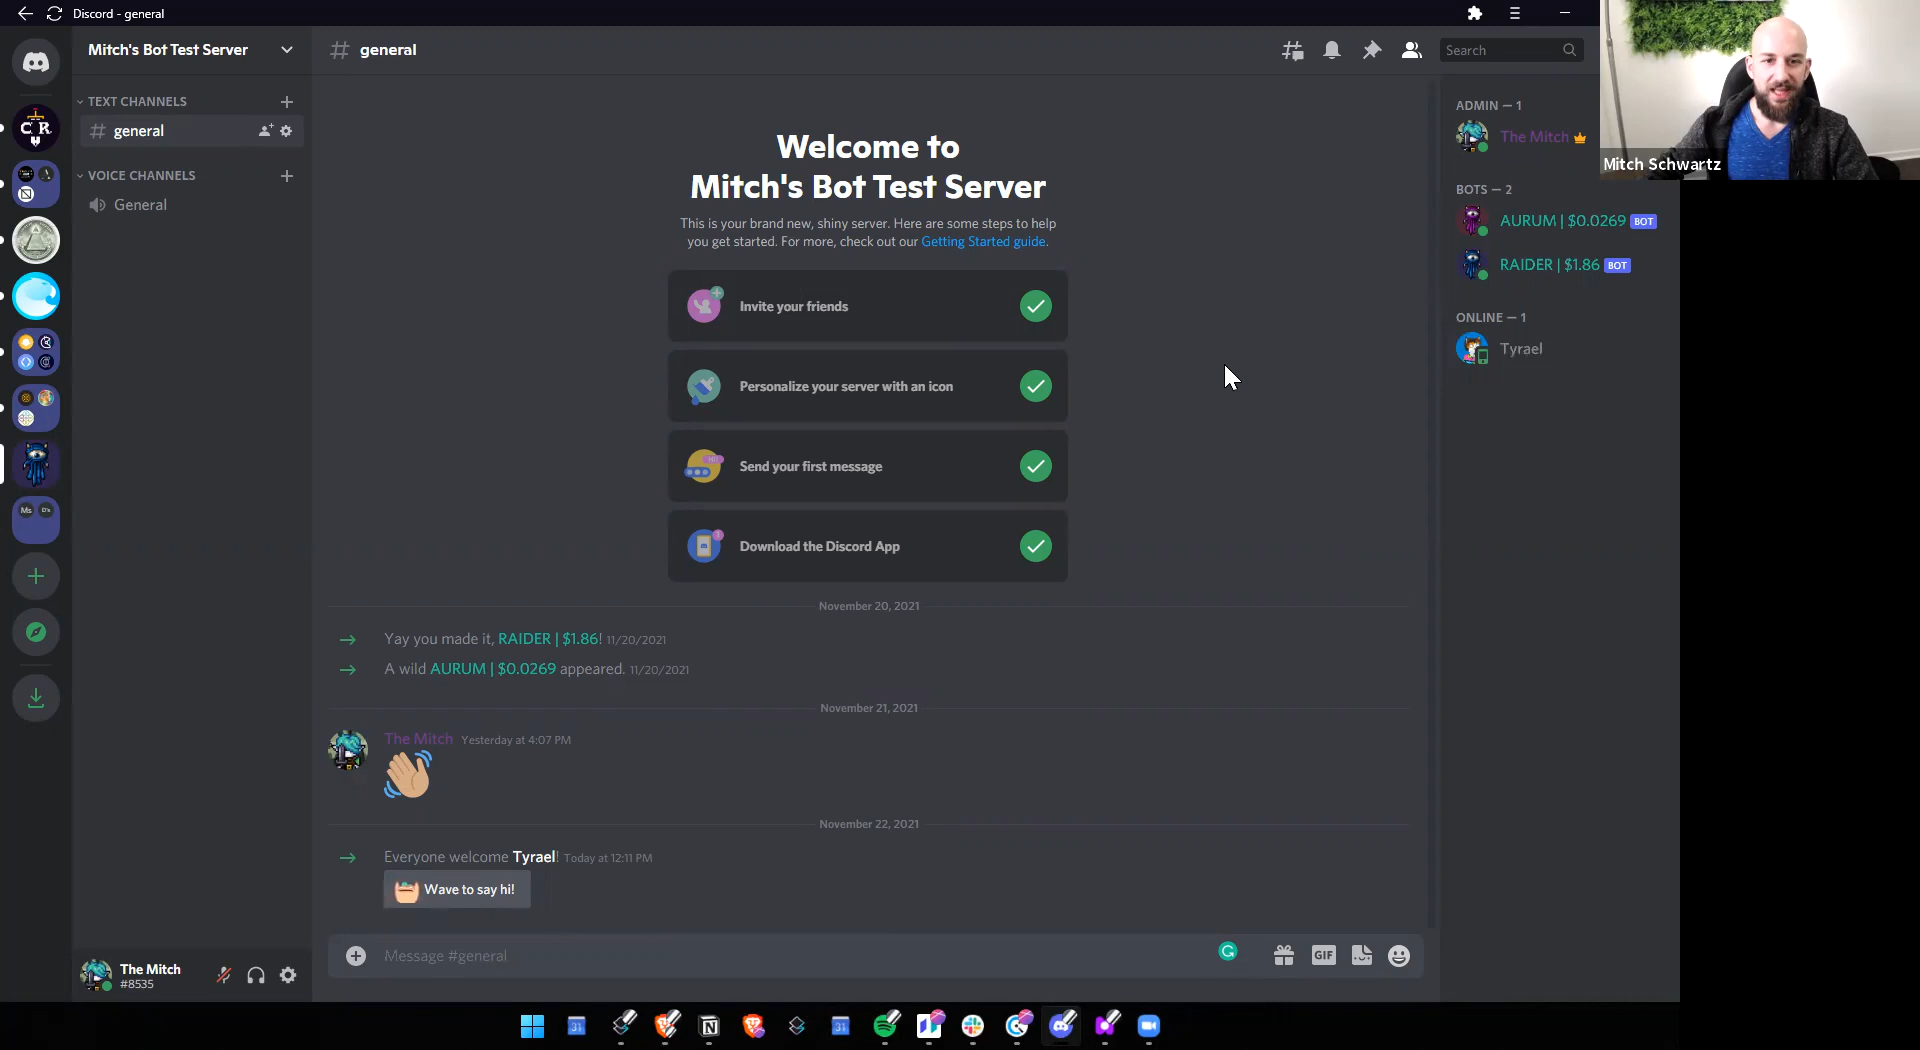 Discord - general
Mitch's Bot Test Server
general
Search
TEXT CHANNELS
general
VOICE CHANNELS
General
Welcome to
Mitch's Bot Test Server
This is your brand new, shiny server. Here are some steps to help
you get started. For more, check out our Getting Started guide.
Invite your friends
Personalize your server with an icon
Send your first message
Download the Discord App
November 20, 2021
Yay you made it, RAIDER | $1.86! 11/20/2021
A wild AURUM | $0.0269 appeared. 11/20/2021
November 21, 2021
The Mitch Yesterday at 4:07 PM
November 22, 2021
Everyone welcome Tyrael! Today at 12:11 PM
Wave to say hi!
Message #general
GIF
ADMIN — 1
The Mitch
BOTS — 2
AURUM | $0.0269 BOT
RAIDER | $1.86 BOT
ONLINE — 1
Tyrael
Mitch Schwartz
The Mitch
#8535
CR
Ms
D's
31
31